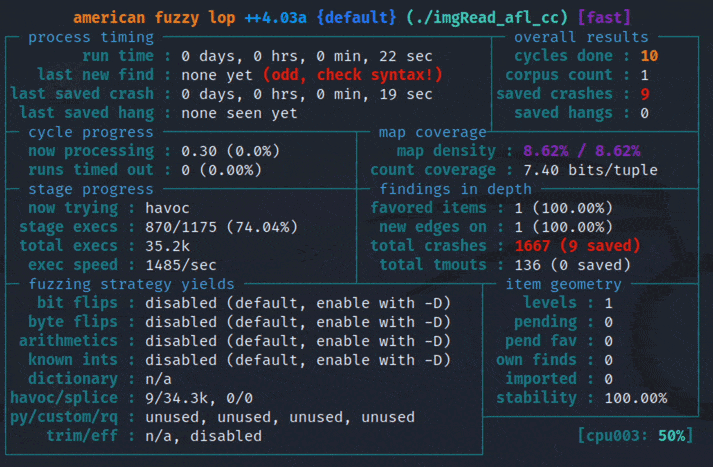 american fuzzy lop ++4.03a {default} (./imgRead_afl_cc) [fast]
process timing overall results
run time : 0 days, 0 hrs, 0 min, 22 sec cycles done : 10
last new find : none yet (odd, check syntax!) corpus count : 1
last saved crash : 0 days, 0 hrs, 0 min, 19 sec saved crashes : 9
last saved hang : none seen yet saved hangs : 0
cycle progress map coverage
now processing : 0.30 (0.0%) map density : 8.62% / 8.62%
runs timed out : 0 (0.00%) count coverage : 7.40 bits/tuple
stage progress findings in depth
now trying : havoc favored items : 1 (100.00%)
stage execs : 870/1175 (74.04%) new edges on : 1 (100.00%)
total execs : 35.2k total crashes : 1667 (9 saved)
exec speed : 1485/sec total tmouts : 136 (0 saved)
fuzzing strategy yields item geometry
bit flips : disabled (default, enable with -D) levels : 1
byte flips : disabled (default, enable with -D) pending : 0
arithmetics : disabled (default, enable with -D) pend fav : 0
known ints : disabled (default, enable with -D) own finds : 0
dictionary : n/a imported : 0
havoc/splice : 9/34.3k, 0/0 stability : 100.00%
py/custom/rq : unused, unused, unused, unused
trim/eff : n/a, disabled [cpu003: 50%]